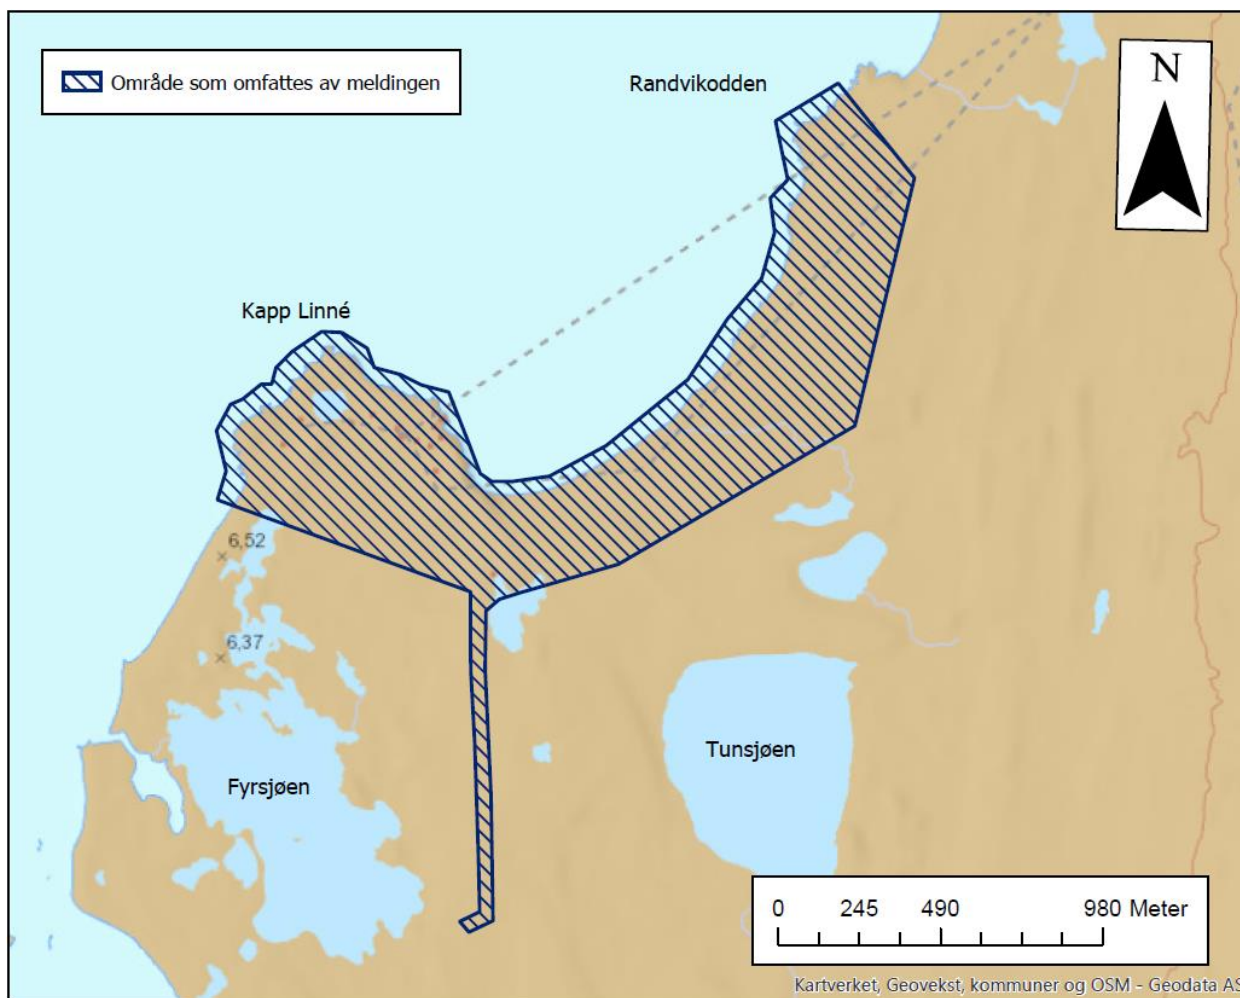 Område som omfattes av meldingen
Randvikodden
N
Kapp Linné
6,52
6,37
Tunsjøen
Fyrsjøen
0 245 490 980 Meter
Kartverket, Geovekst, kommuner og OSM - Geodata AS